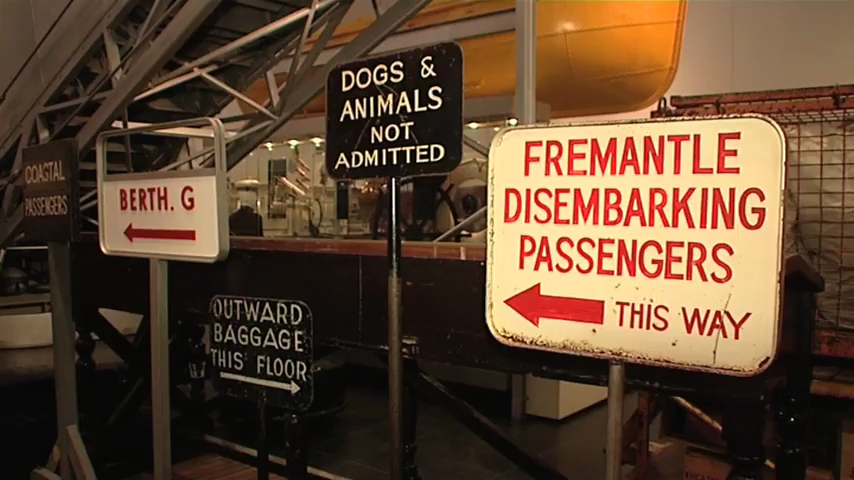 COASTAL
PASSENGERS
BERTH. G
DOGS &
ANIMALS
NOT
ADMITTED
OUTWARD
BAGGAGE
THIS FLOOR
FREMANTLE
DISEMBARKING
PASSENGERS
THIS WAY